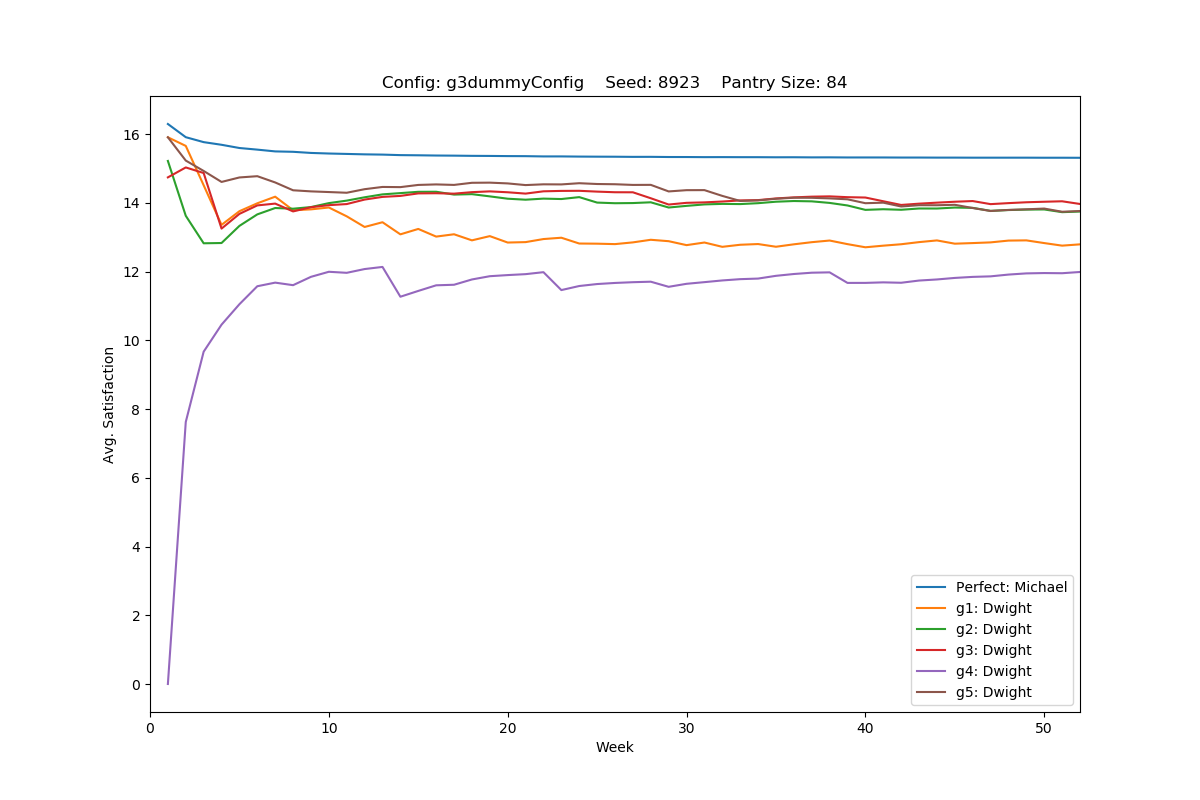 Config: g3dummyConfig    Seed: 8923    Pantry Size: 84
Avg. Satisfaction
16
14
12
10
8
6
4
2
0
Perfect: Michael
g1: Dwight
g2: Dwight
g3: Dwight
g4: Dwight
g5: Dwight
0 10 20 30 40 50
Week